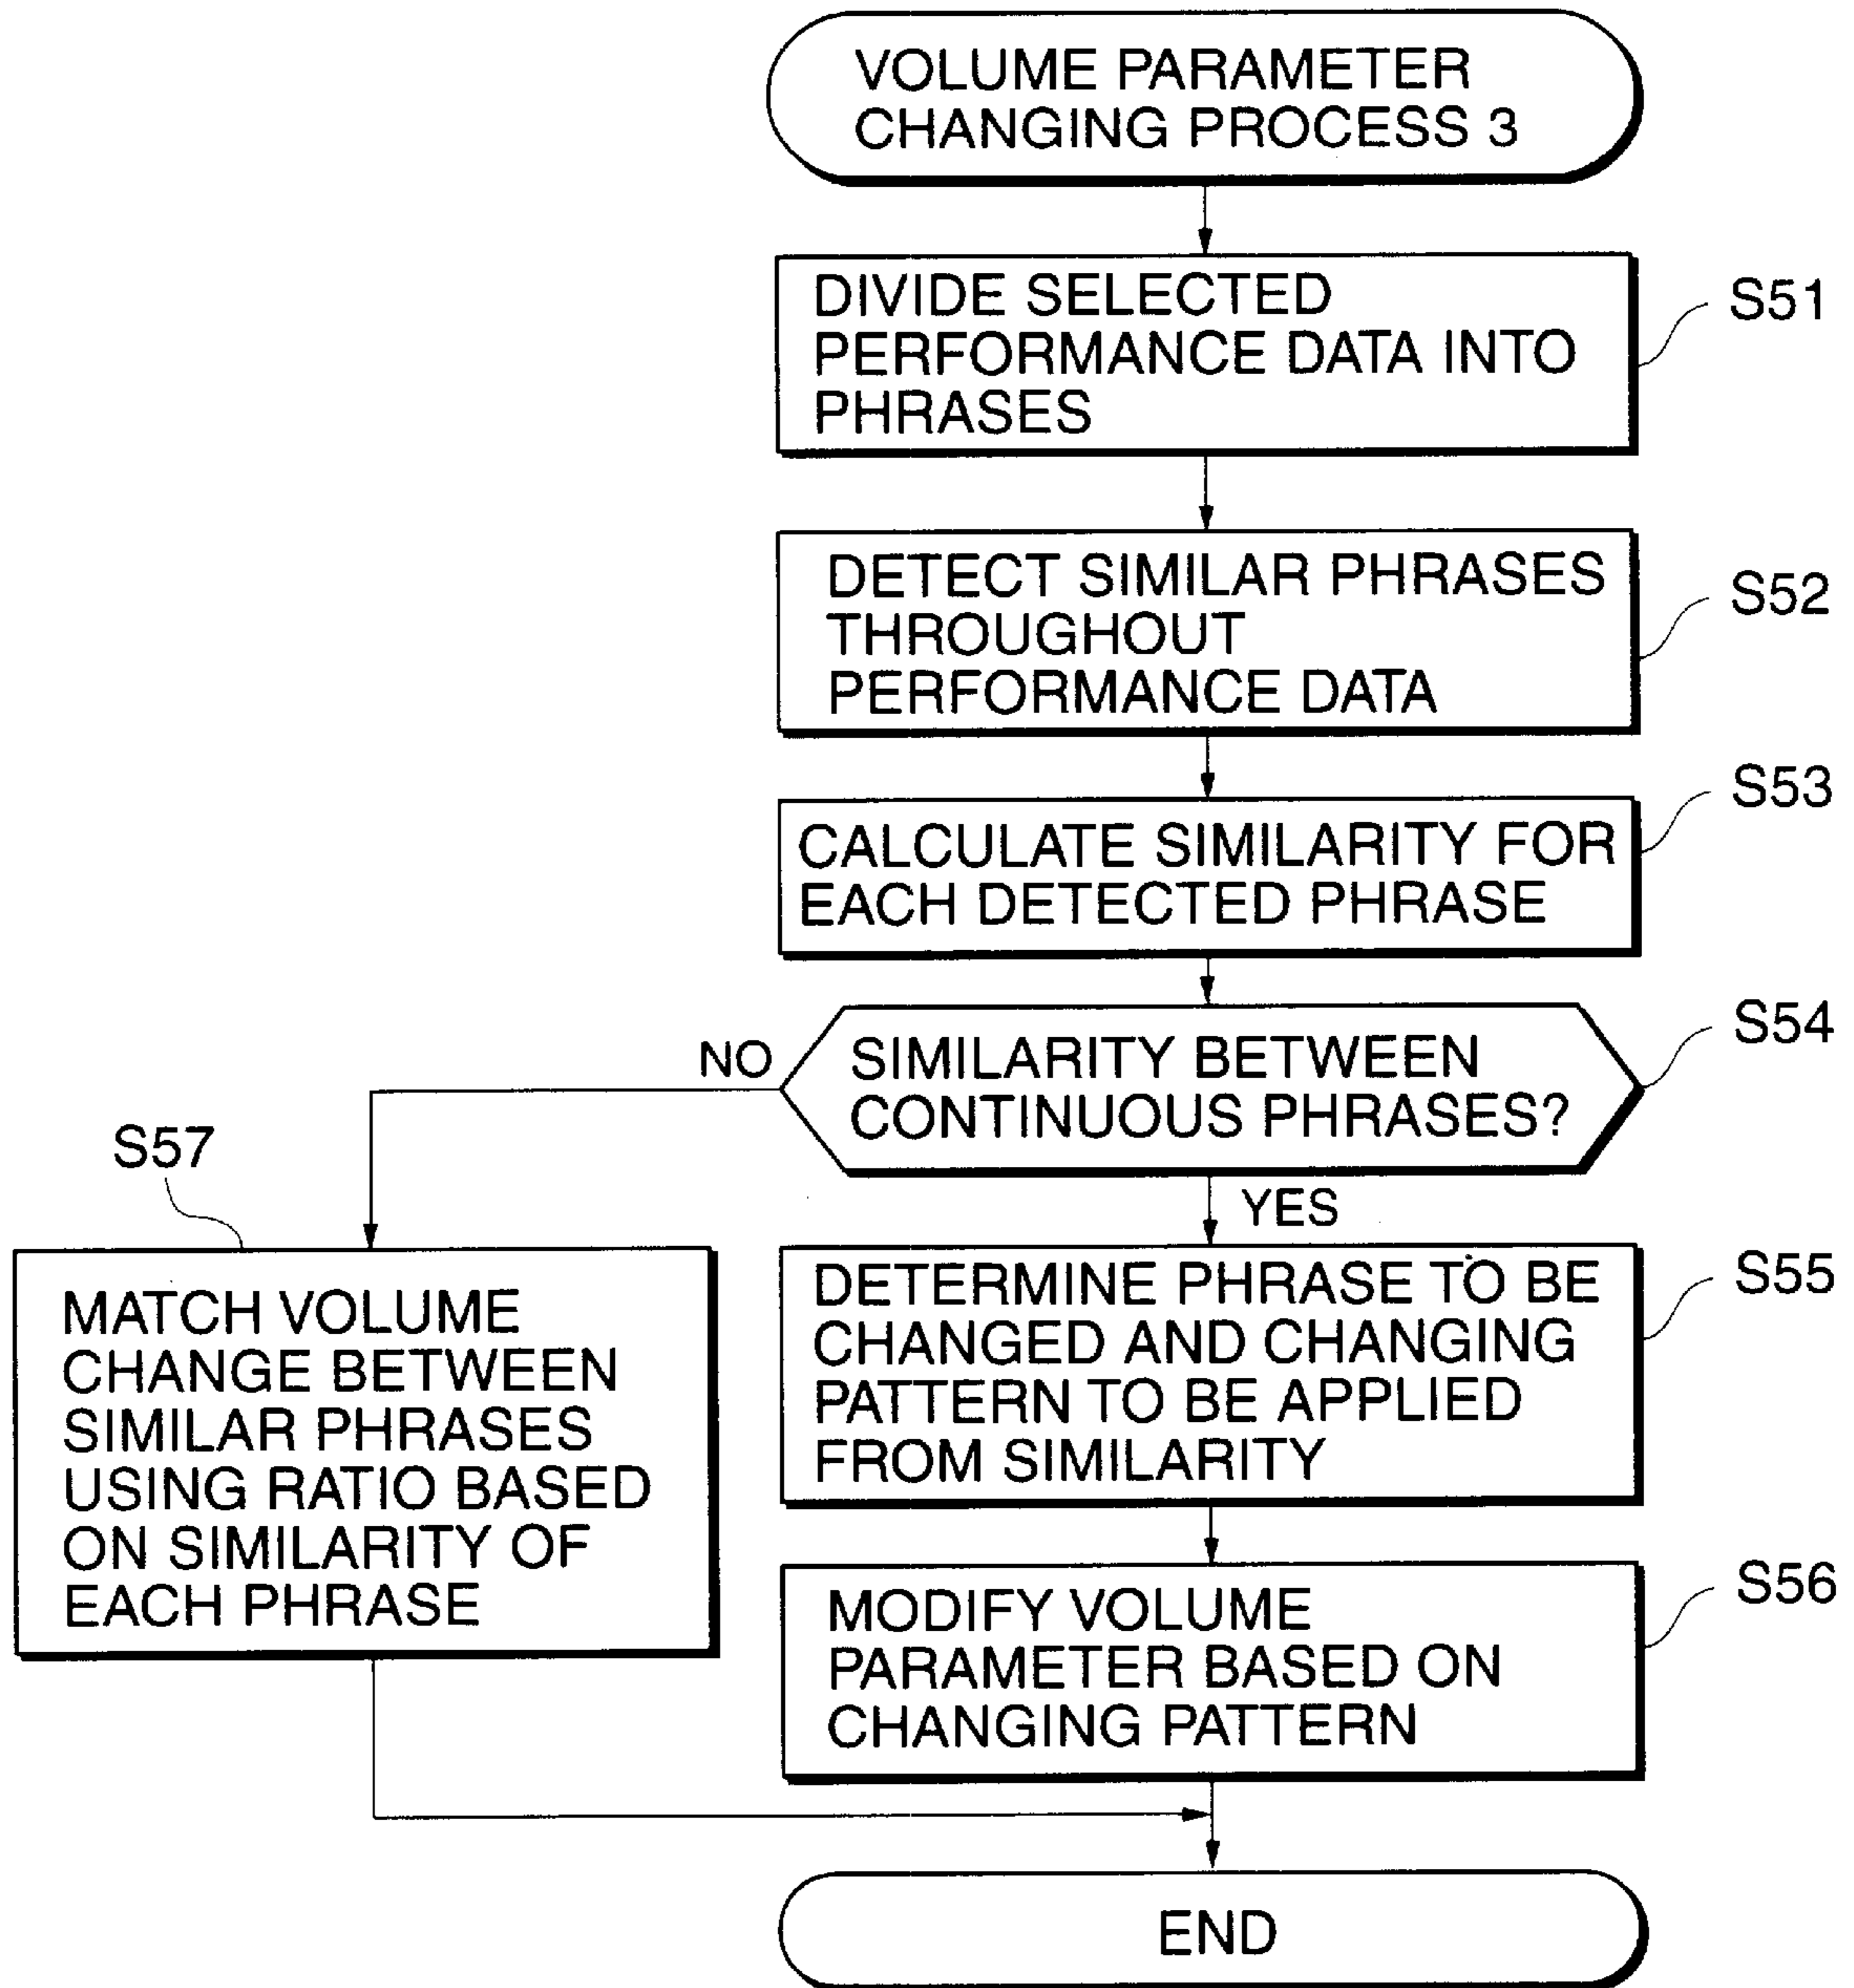 VOLUME PARAMETER
CHANGING PROCESS 3
DIVIDE SELECTED
PERFORMANCE DATA INTO
PHRASES
S51
DETECT SIMILAR PHRASES
THROUGHOUT
PERFORMANCE DATA
S52
CALCULATE SIMILARITY FOR
EACH DETECTED PHRASE
S53
SIMILARITY BETWEEN
CONTINUOUS PHRASES?
S54
NO
YES
S57
MATCH VOLUME
CHANGE BETWEEN
SIMILAR PHRASES
USING RATIO BASED
ON SIMILARITY OF
EACH PHRASE
DETERMINE PHRASE TO BE
CHANGED AND CHANGING
PATTERN TO BE APPLIED
FROM SIMILARITY
S55
MODIFY VOLUME
PARAMETER BASED ON
CHANGING PATTERN
S56
END